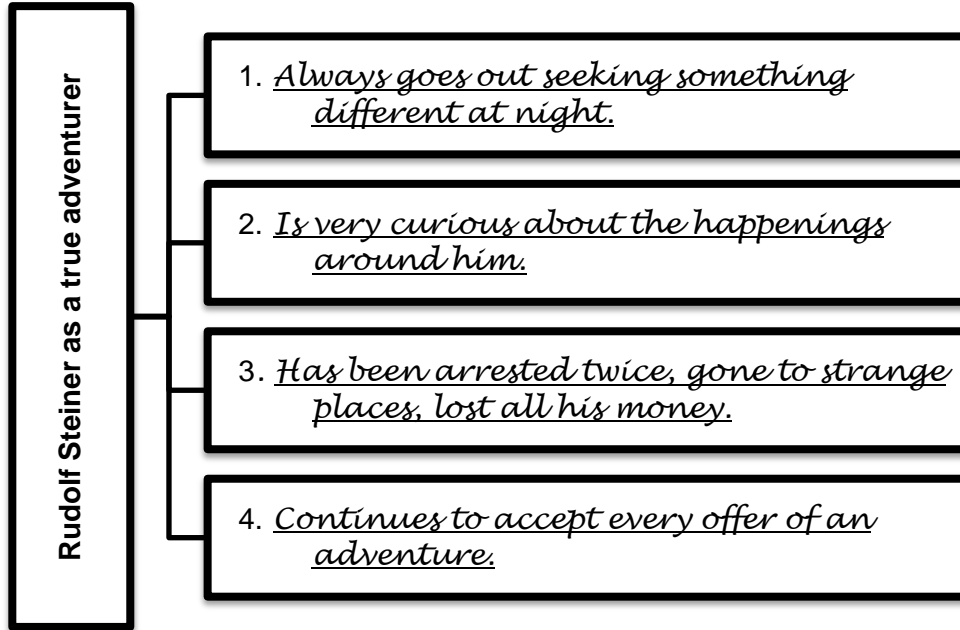 Rudolf Steiner as a true adventurer
1. Always goes out seeking something
different at night.
2. Is very curious about the happenings
around him.
3. Has been arrested twice, gone to strange
places, lost all his money.
4. Continues to accept every offer of an
adventure.